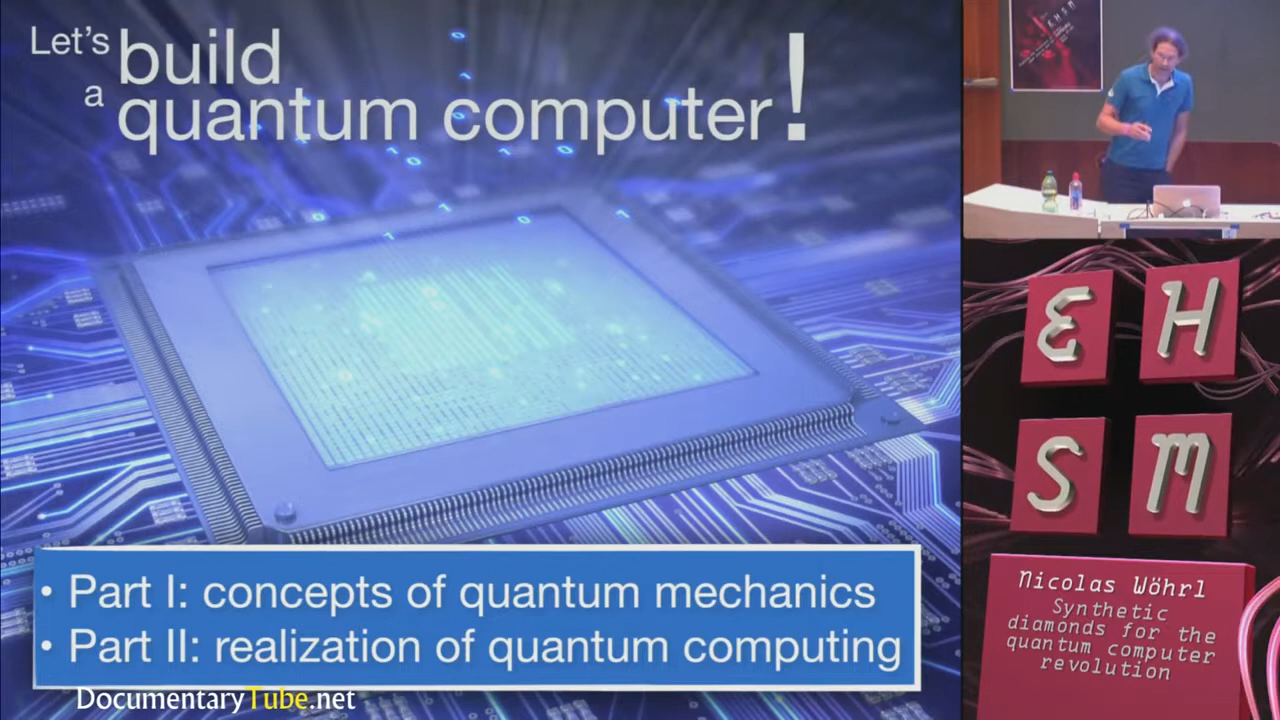 Let's build
a quantum computer!
• Part I: concepts of quantum mechanics
• Part II: realization of quantum computing
DocumentaryTube.net
E H S M
E H
S M
Nicolas Wöhrl
Synthetic
diamonds for the
quantum computer
revolution